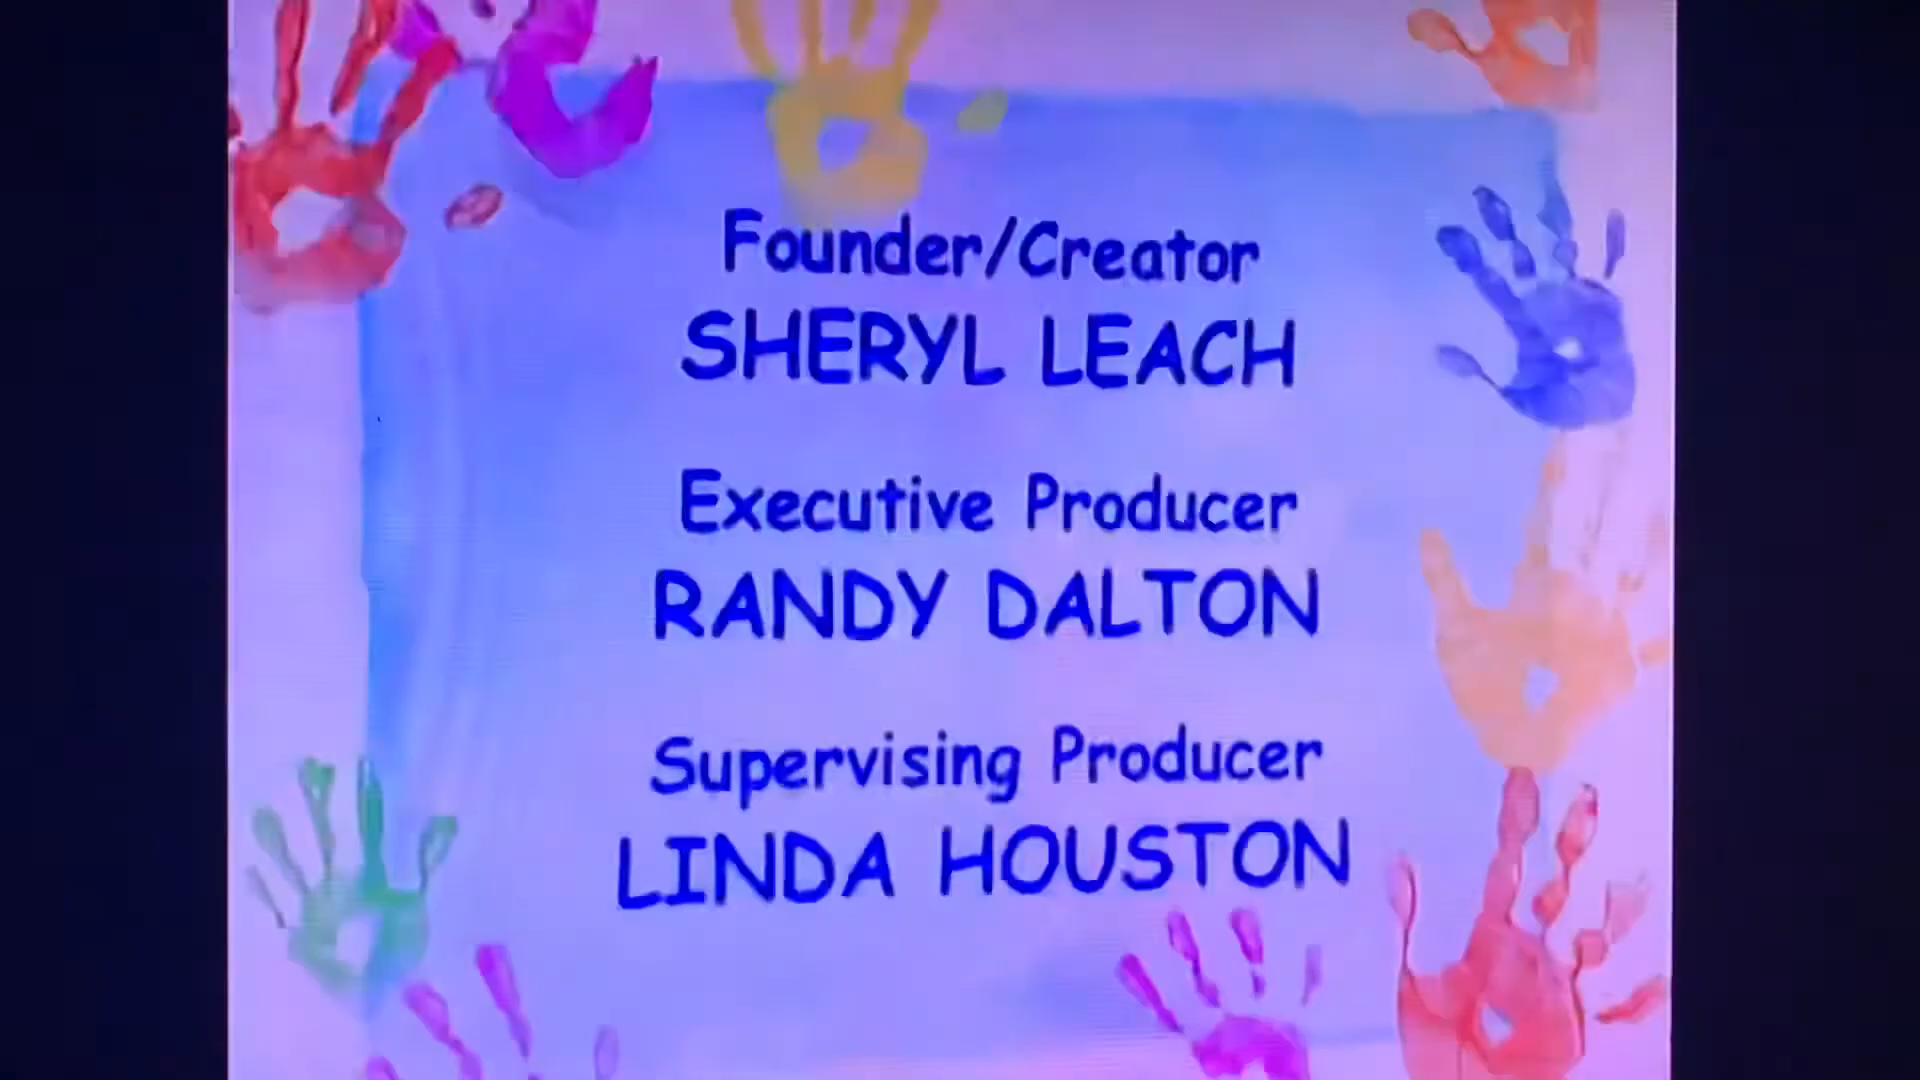 Founder/Creator
SHERYL LEACH
Executive Producer
RANDY DALTON
Supervising Producer
LINDA HOUSTON